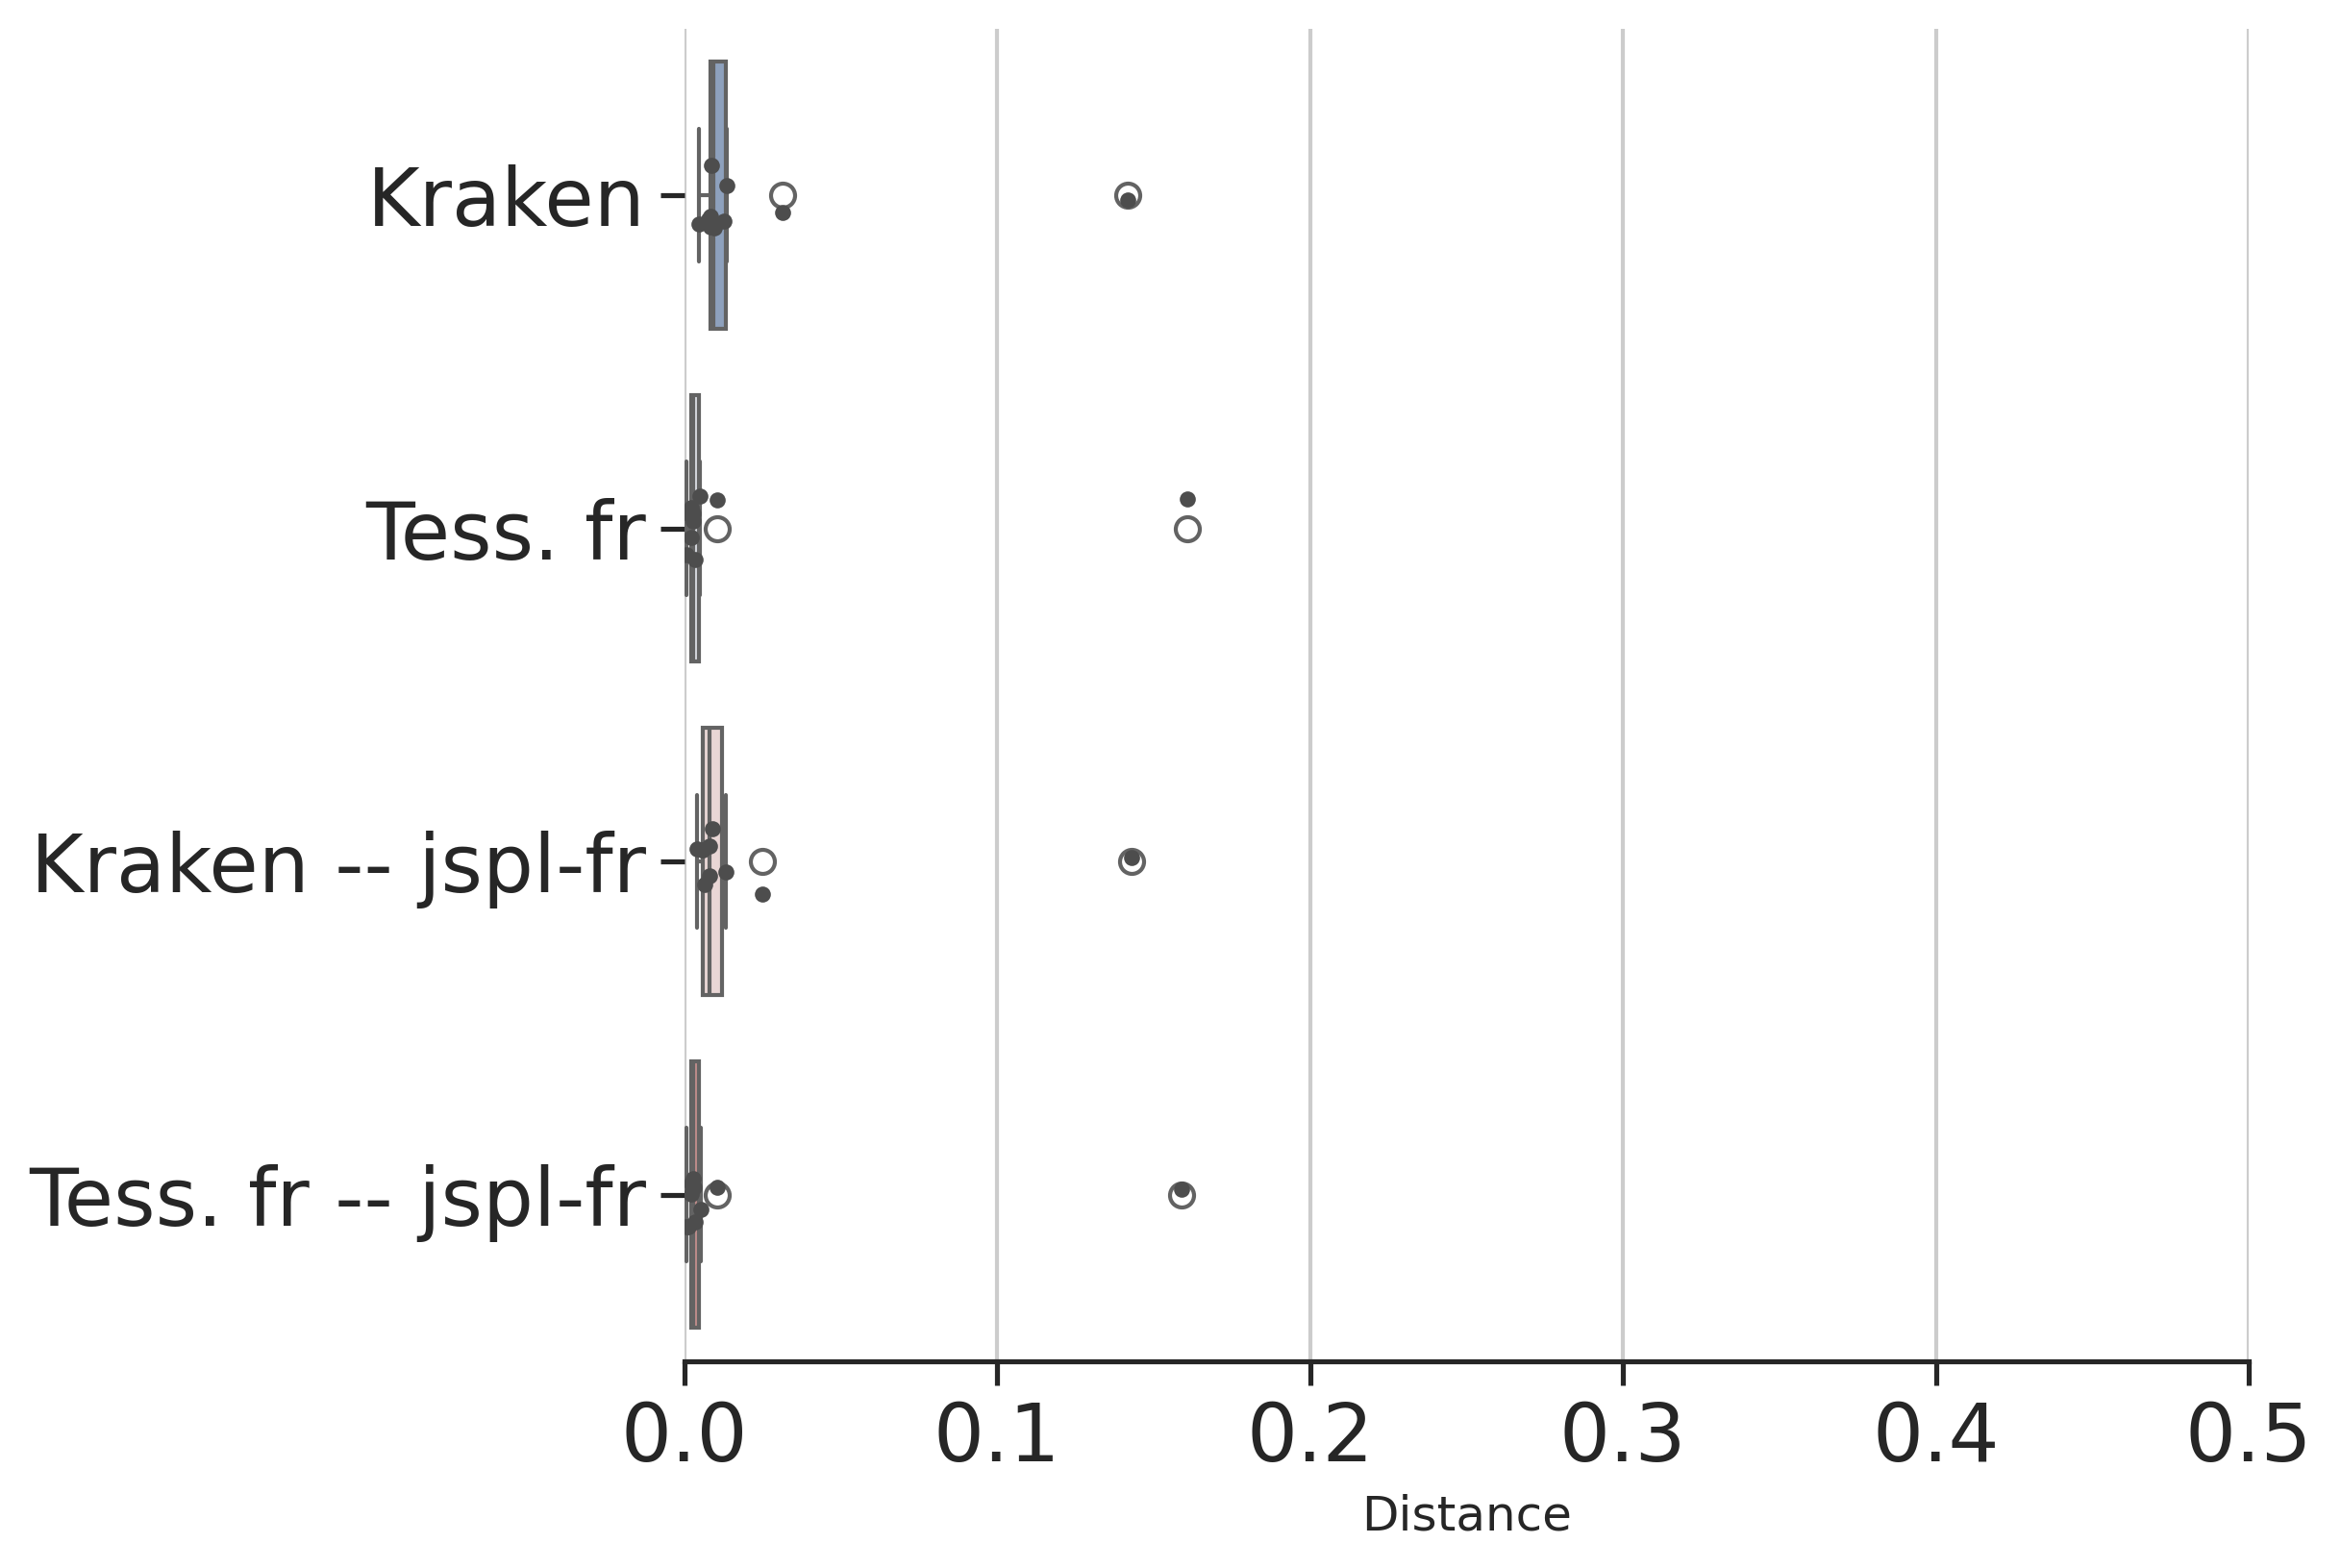 Kraken
Tess. fr
Kraken -- jspl-fr
Tess. fr -- jspl-fr
0.0 0.1 0.2 0.3 0.4 0.5
Distance